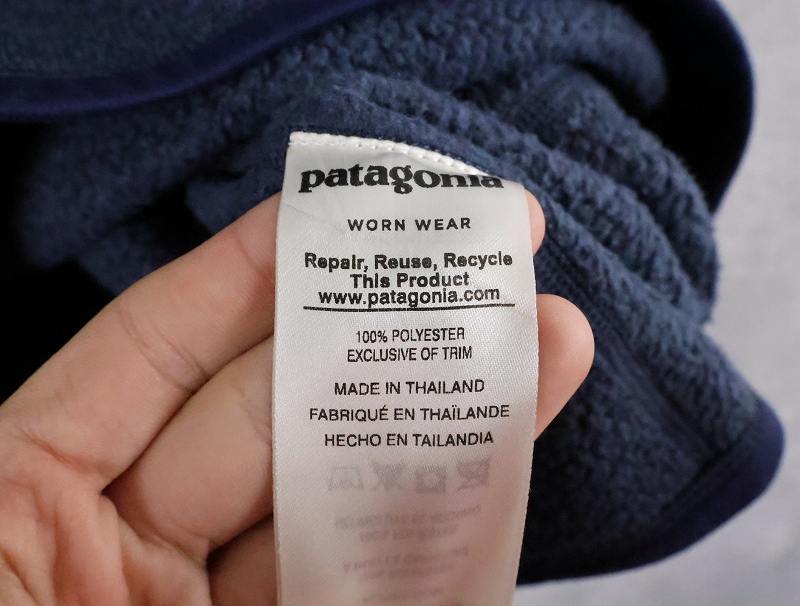 patagonia
WORN WEAR
Repair, Reuse, Recycle
This Product
www.patagonia.com
100% POLYESTER
EXCLUSIVE OF TRIM
MADE IN THAILAND
FABRIQUÉ EN THAÏLANDE
HECHO EN TAILANDIA